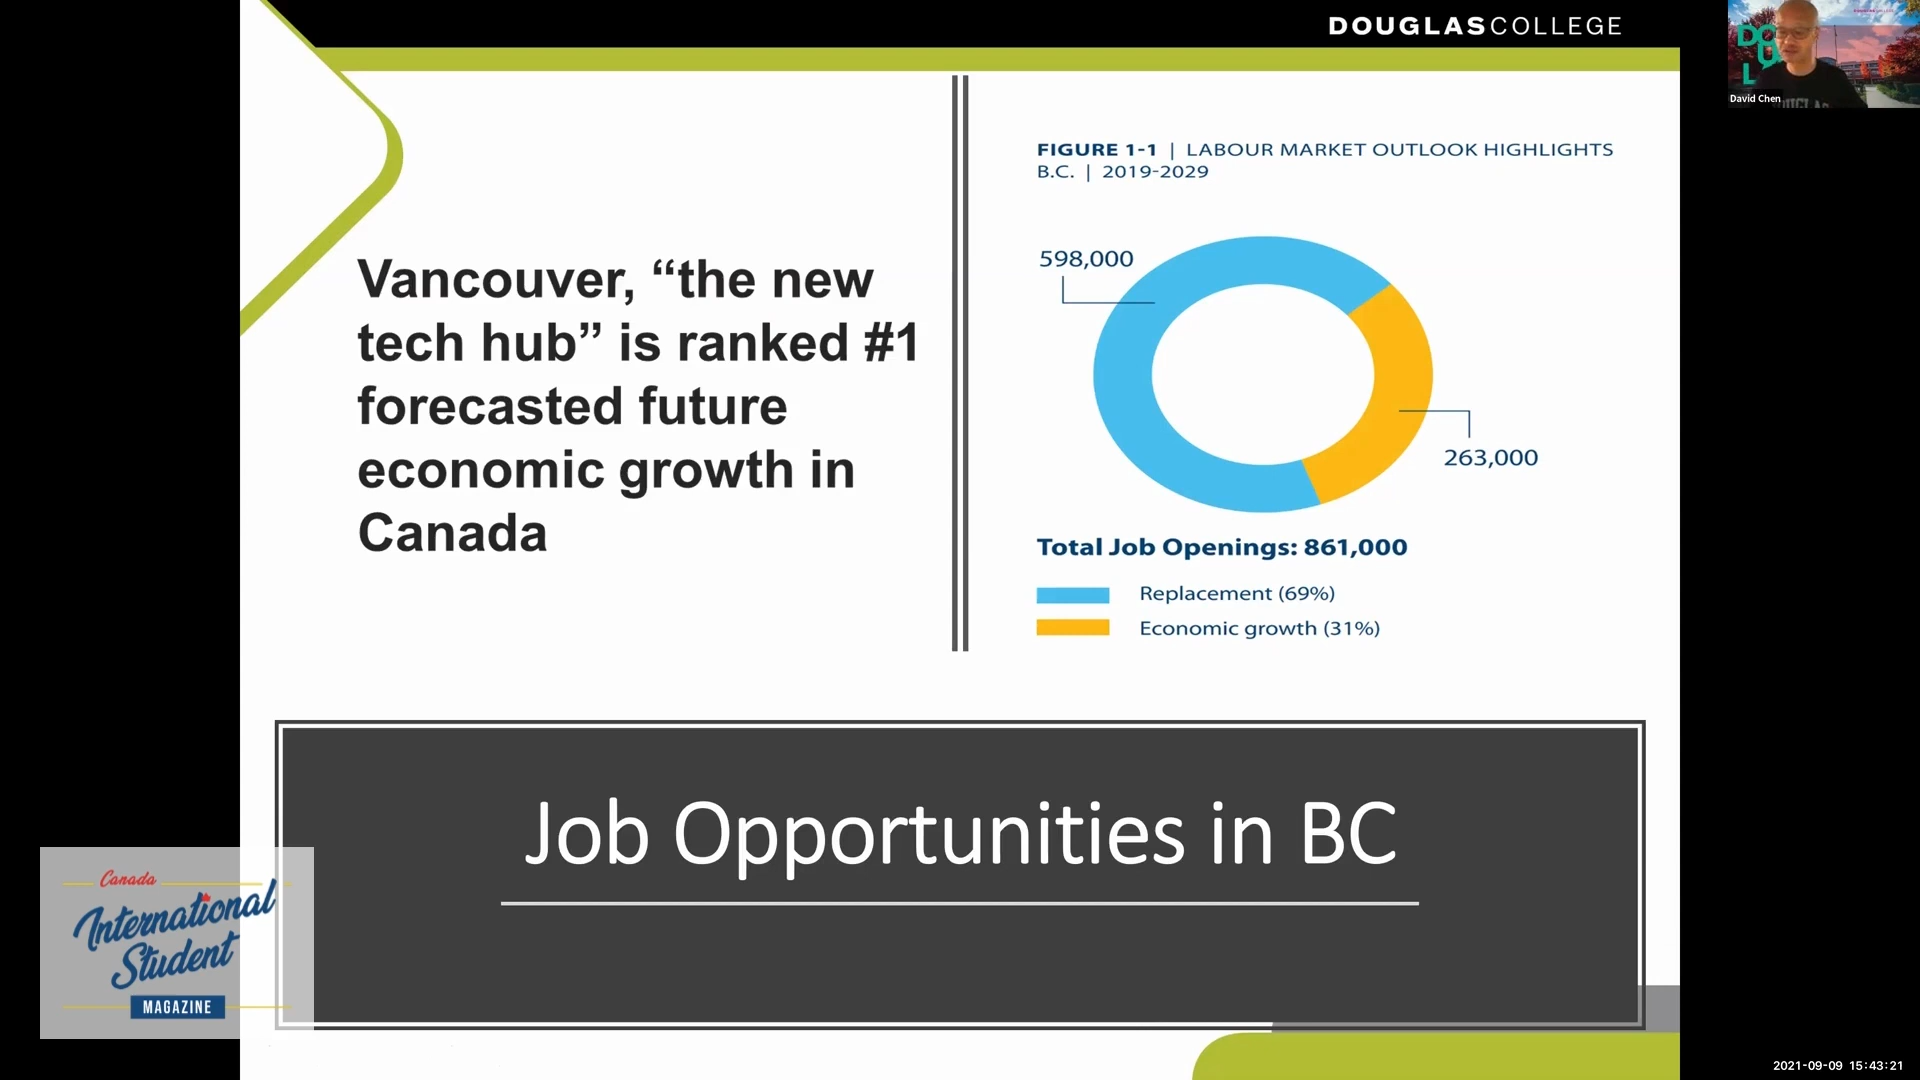 DOUGLASCOLLEGE
David Chen
Vancouver, “the new
tech hub” is ranked #1
forecasted future
economic growth in
Canada
FIGURE 1-1 | LABOUR MARKET OUTLOOK HIGHLIGHTS
B.C. | 2019-2029
598,000
263,000
Total Job Openings: 861,000
Replacement (69%)
Economic growth (31%)
Job Opportunities in BC
Canada
International
Student
MAGAZINE
2021-09-09 15:43:21